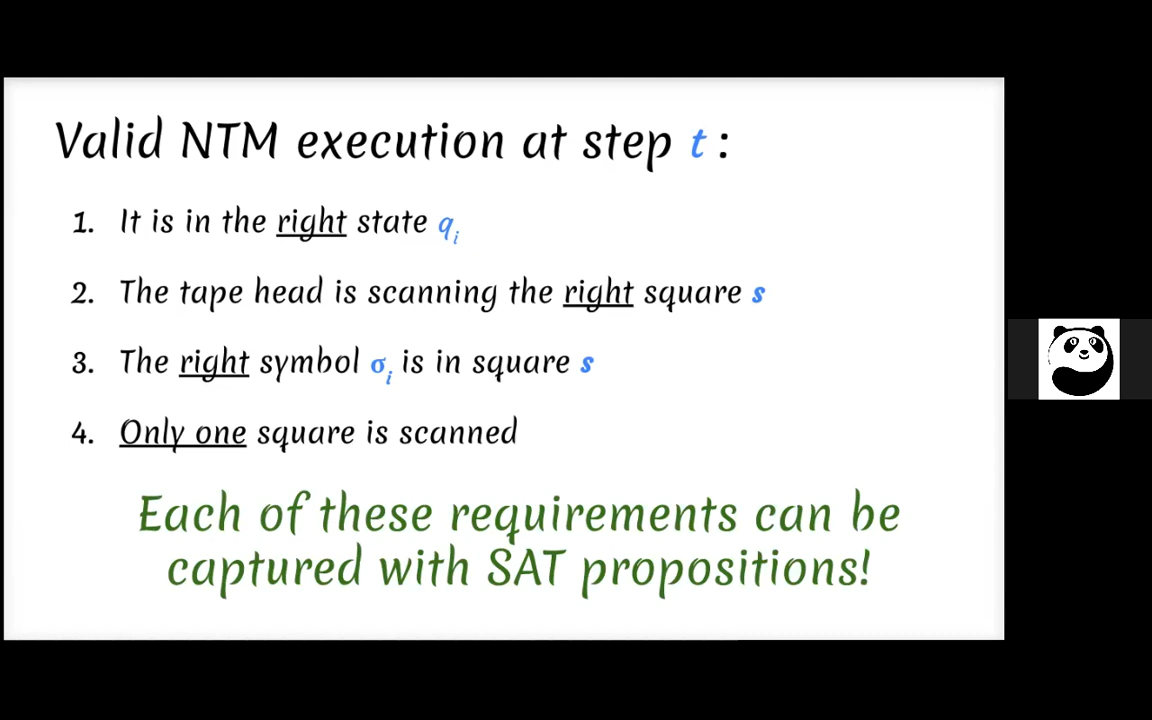 Valid NTM execution at step t :
1. It is in the right state qᵢ
2. The tape head is scanning the right square s
3. The right symbol σᵢ is in square s
4. Only one square is scanned
Each of these requirements can be
captured with SAT propositions!